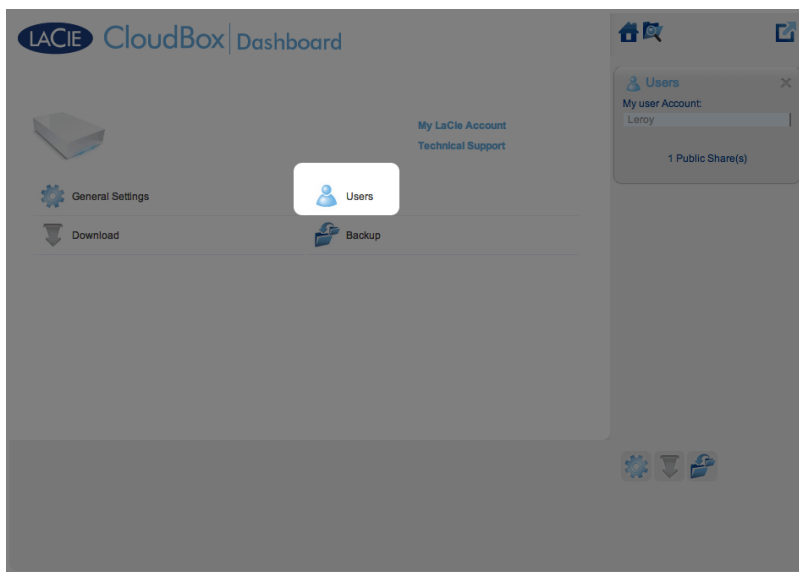 LACIE CloudBox Dashboard
Users
My user Account:
Leroy
1 Public Share(s)
My LaCie Account
Technical Support
General Settings
Users
Download
Backup